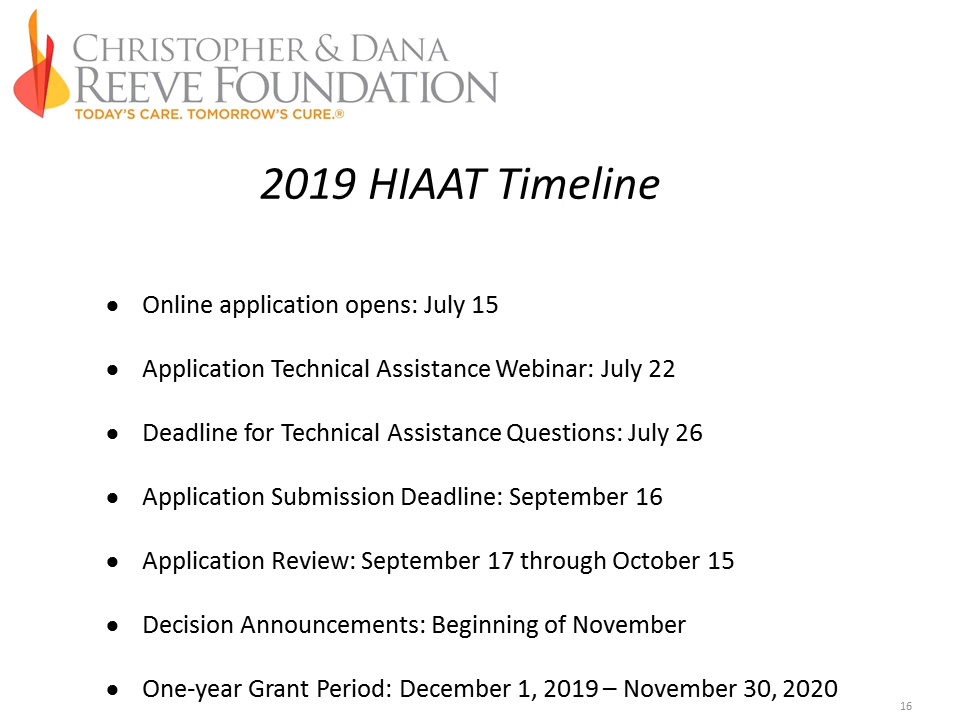 CHRISTOPHER & DANA
REEVE FOUNDATION
TODAY'S CARE. TOMORROW'S CURE.®
2019 HIAAT Timeline
• Online application opens: July 15
• Application Technical Assistance Webinar: July 22
• Deadline for Technical Assistance Questions: July 26
• Application Submission Deadline: September 16
• Application Review: September 17 through October 15
• Decision Announcements: Beginning of November
• One-year Grant Period: December 1, 2019 – November 30, 2020
16